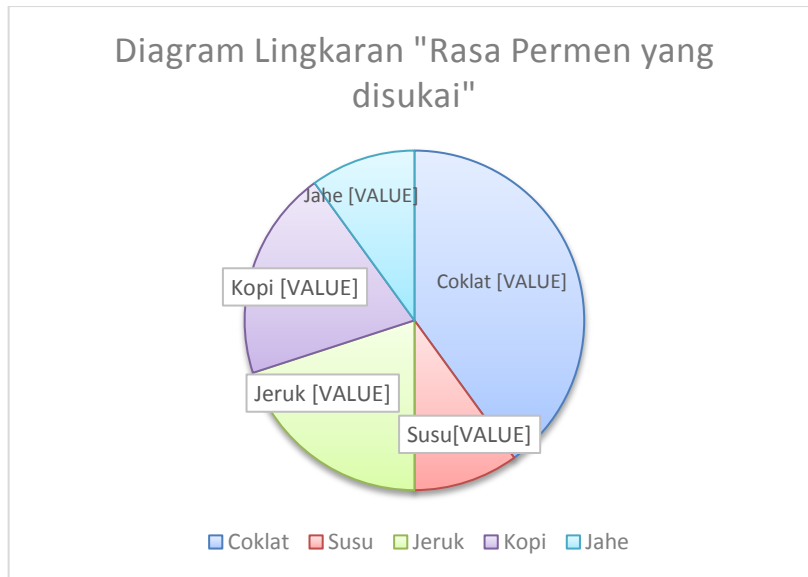 Diagram Lingkaran "Rasa Permen yang
disukai"
Jahe [VALUE]
Coklat [VALUE]
Kopi [VALUE]
Jeruk [VALUE]
Susu[VALUE]
Coklat Susu Jeruk Kopi Jahe